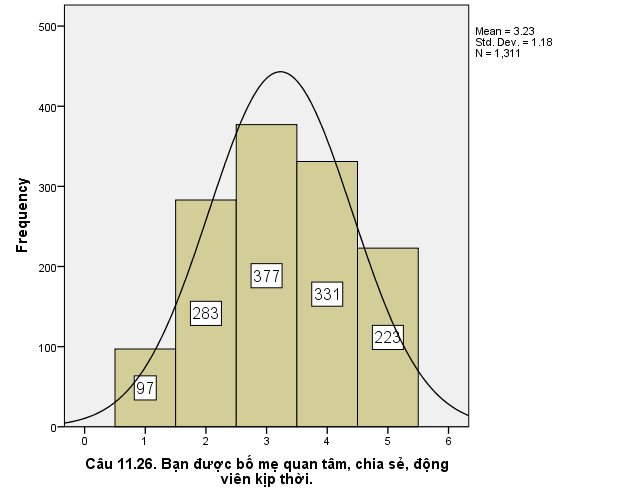 500
400
300
200
100
0
Frequency
97
283
377
331
223
0 1 2 3 4 5 6
Câu 11.26. Bạn được bố mẹ quan tâm, chia sẻ, động
viên kịp thời.
Mean = 3.23
Std. Dev. = 1.18
N = 1,311